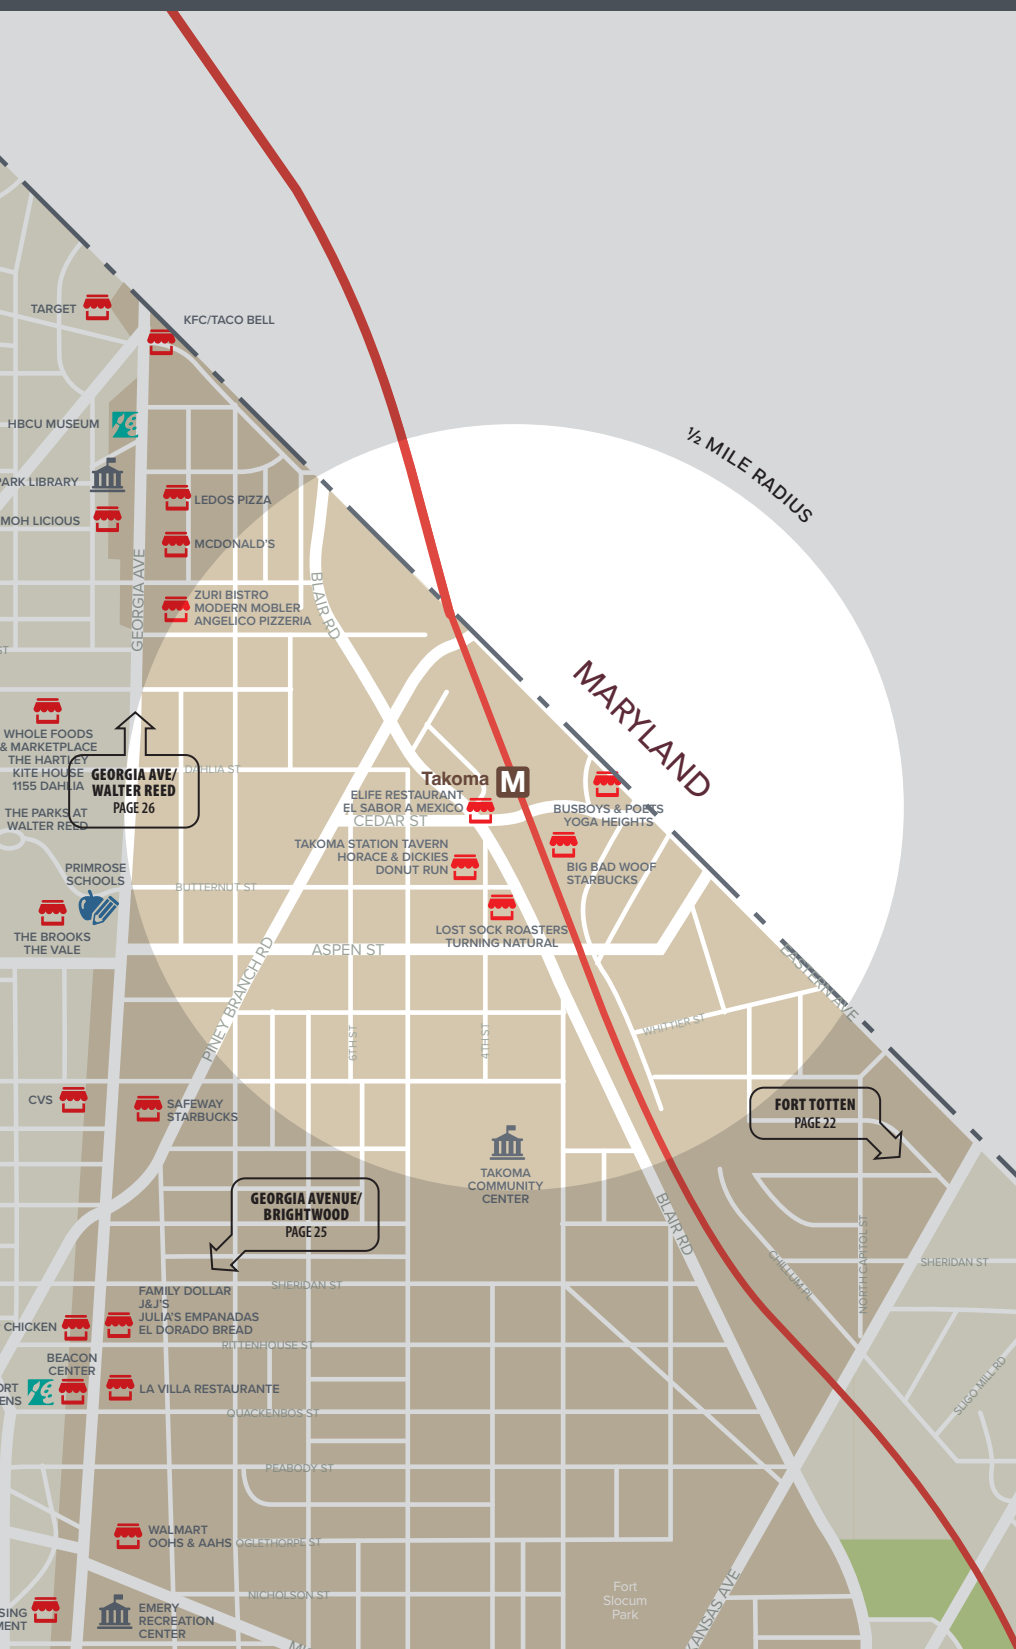 TARGET
KFC/TACO BELL
HBCU MUSEUM
PARK LIBRARY
MOH LICIOUS
LEDOS PIZZA
MCDONALD'S
ZURI BISTRO
MODERN MOBLER
ANGELICO PIZZERIA
GEORGIA AVE
BLAIR RD
½ MILE RADIUS
MARYLAND
ST
WHOLE FOODS
& MARKETPLACE
THE HARTLEY
KITE HOUSE
1155 DAHLIA
THE PARKS AT
WALTER REED
GEORGIA AVE/
WALTER REED
PAGE 26
DAHLIA ST
Takoma M
ELIFE RESTAURANT
EL SABOR A MEXICO
CEDAR ST
BUSBOYS & POETS
YOGA HEIGHTS
TAKOMA STATION TAVERN
HORACE & DICKIES
DONUT RUN
BIG BAD WOOF
STARBUCKS
PRIMROSE
SCHOOLS
BUTTERNUT ST
THE BROOKS
THE VALE
LOST SOCK ROASTERS
TURNING NATURAL
ASPEN ST
PINEY BRANCH RD
EASTERN AVE
6TH ST
4TH ST
WHITTIER ST
CVS
SAFEWAY
STARBUCKS
FORT TOTTEN
PAGE 22
TAKOMA
COMMUNITY
CENTER
GEORGIA AVENUE/
BRIGHTWOOD
PAGE 25
BLAIR RD
CHILLUM PL
NORTH CAPITOL ST
SHERIDAN ST
SHERIDAN ST
FAMILY DOLLAR
J&J'S
JULIA'S EMPANADAS
EL DORADO BREAD
CHICKEN
RITTENHOUSE ST
BEACON
CENTER
ORT
ENS
LA VILLA RESTAURANTE
SLIGO MILL RD
QUACKENBOS ST
PEABODY ST
WALMART
OOHS & AAHS
OGLETHORPE ST
NICHOLSON ST
SING
MENT
EMERY
RECREATION
CENTER
Fort
Slocum
Park
KANSAS AVE